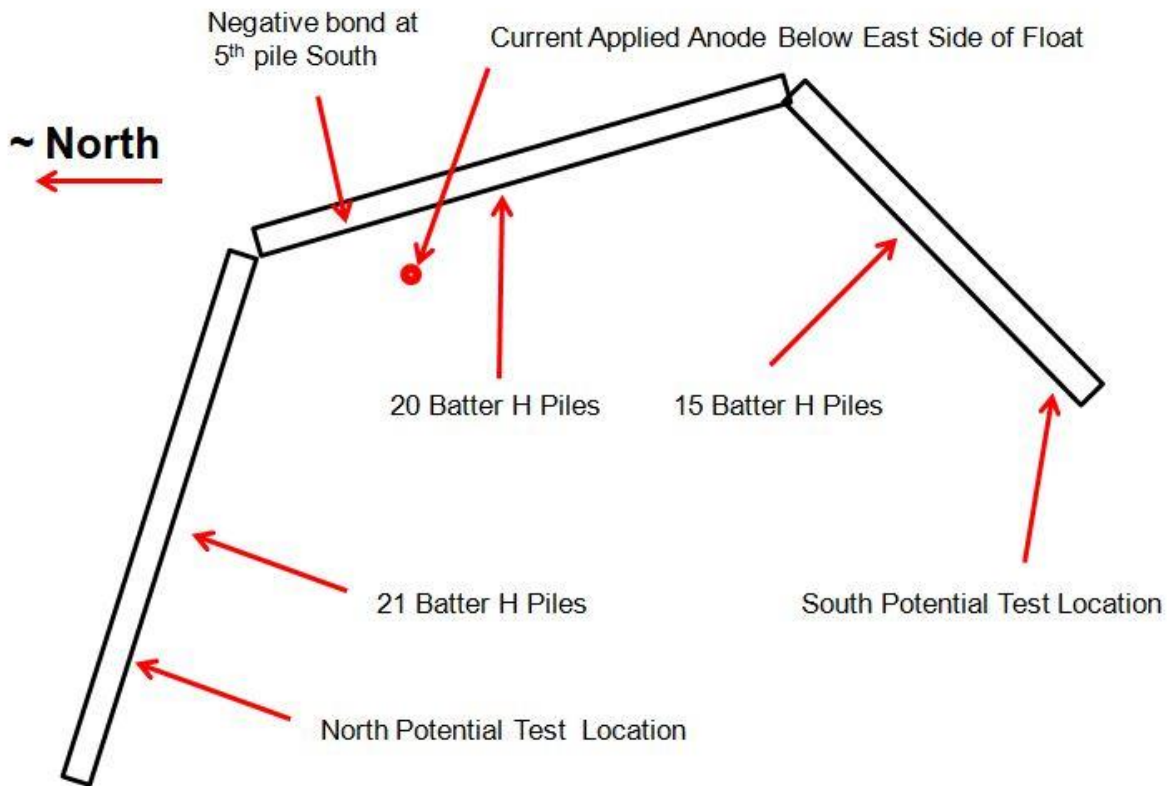 Negative bond at
5th pile South
Current Applied Anode Below East Side of Float
~ North
20 Batter H Piles
15 Batter H Piles
21 Batter H Piles
South Potential Test Location
North Potential Test Location